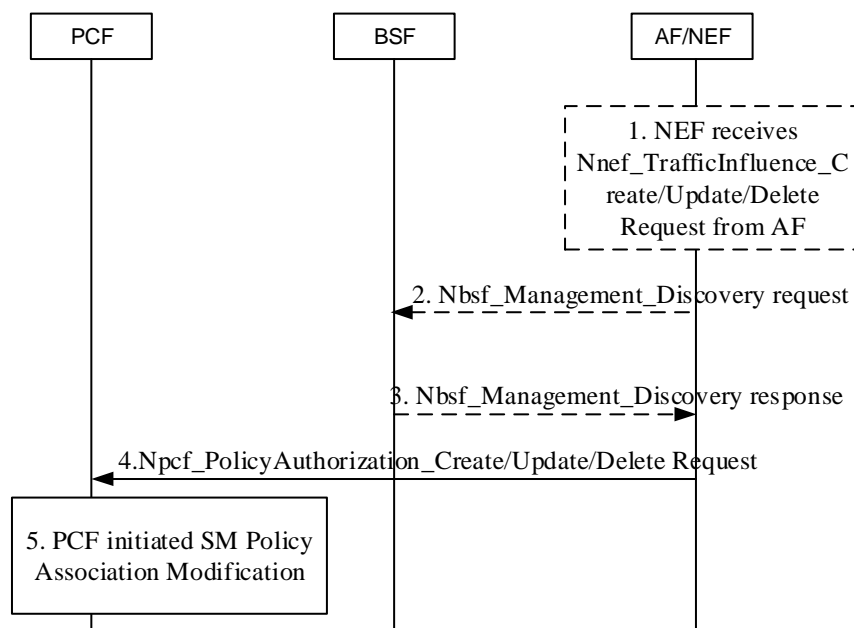 PCF
BSF
AF/NEF
1. NEF receives
Nnef_TrafficInfluence_C
reate/Update/Delete
Request from AF
2. Nbsf_Management_Discovery request
3. Nbsf_Management_Discovery response
4.Npcf_PolicyAuthorization_Create/Update/Delete Request
5. PCF initiated SM Policy
Association Modification